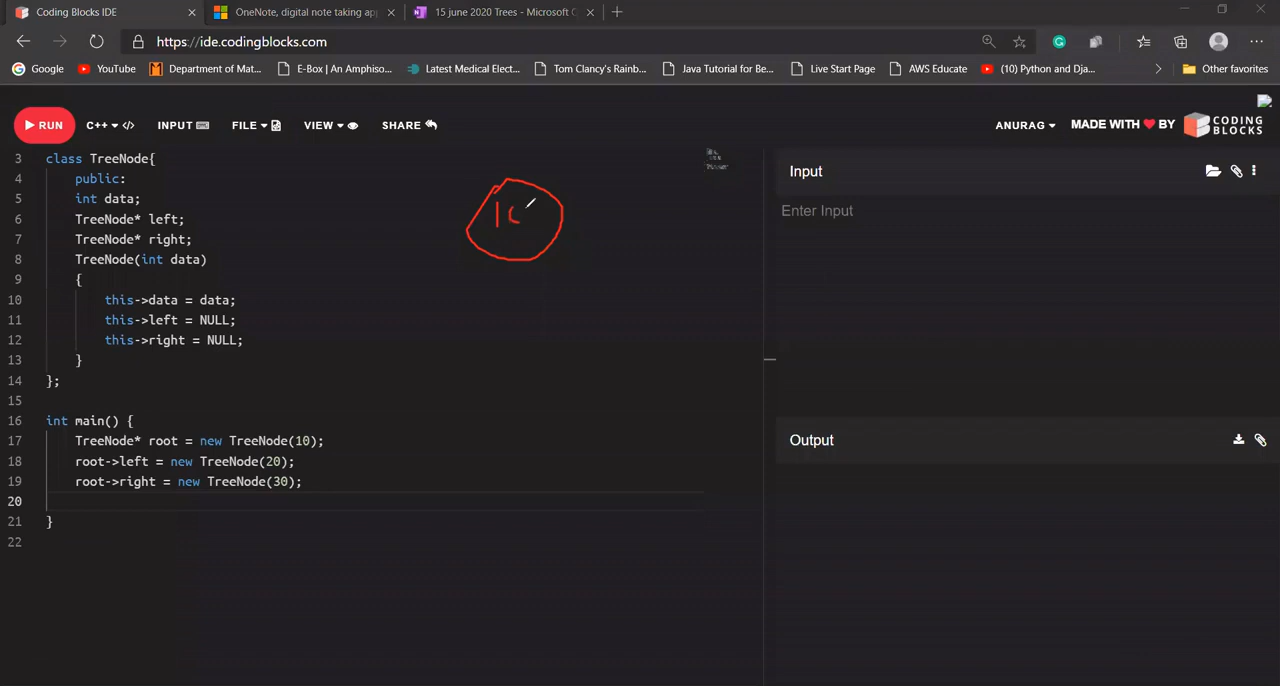 Coding Blocks IDE
OneNote, digital note taking ap
15 june 2020 Trees - Microsoft O
https://ide.codingblocks.com
Google YouTube Department of Mat... E-Box | An Amphiso... Latest Medical Elect... Tom Clancy's Rainb... Java Tutorial for Be... Live Start Page AWS Educate (10) Python and Dja... Other favorites
RUN C++ </> INPUT FILE VIEW SHARE ANURAG MADE WITH ❤ BY CODING BLOCKS
3 class TreeNode{
4 public:
5 int data;
6 TreeNode* left;
7 TreeNode* right;
8 TreeNode(int data)
9 {
10 this->data = data;
11 this->left = NULL;
12 this->right = NULL;
13 }
14 };
15
16 int main() {
17 TreeNode* root = new TreeNode(10);
18 root->left = new TreeNode(20);
19 root->right = new TreeNode(30);
20
21 }
22
Input
Enter Input
Output